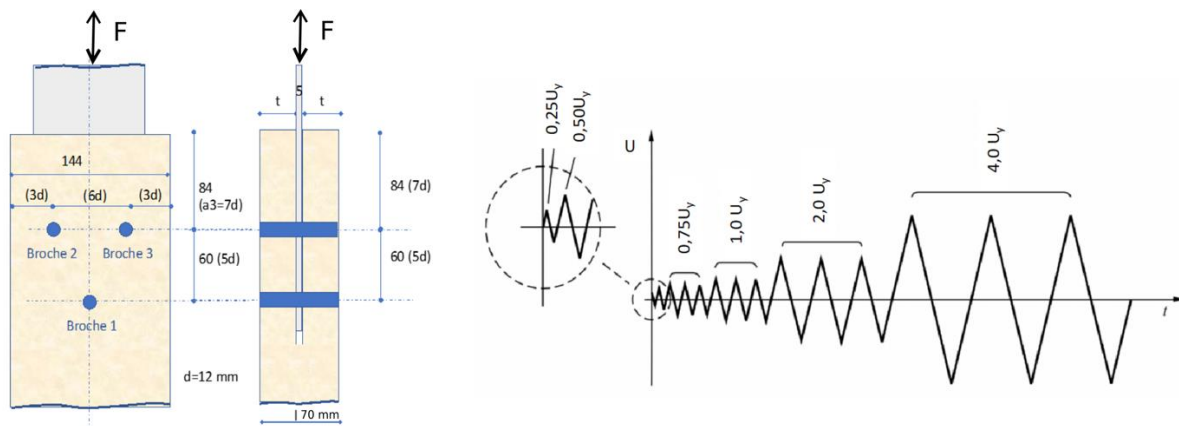 F
F
5
t
t
144
(3d)
(6d)
(3d)
84
(a3=7d)
84 (7d)
Broche 2
Broche 3
60 (5d)
60 (5d)
Broche 1
d=12 mm
70 mm
U
0,25Uy
0,50Uy
0,75Uy
1,0 Uy
2,0 Uy
4,0 Uy
t